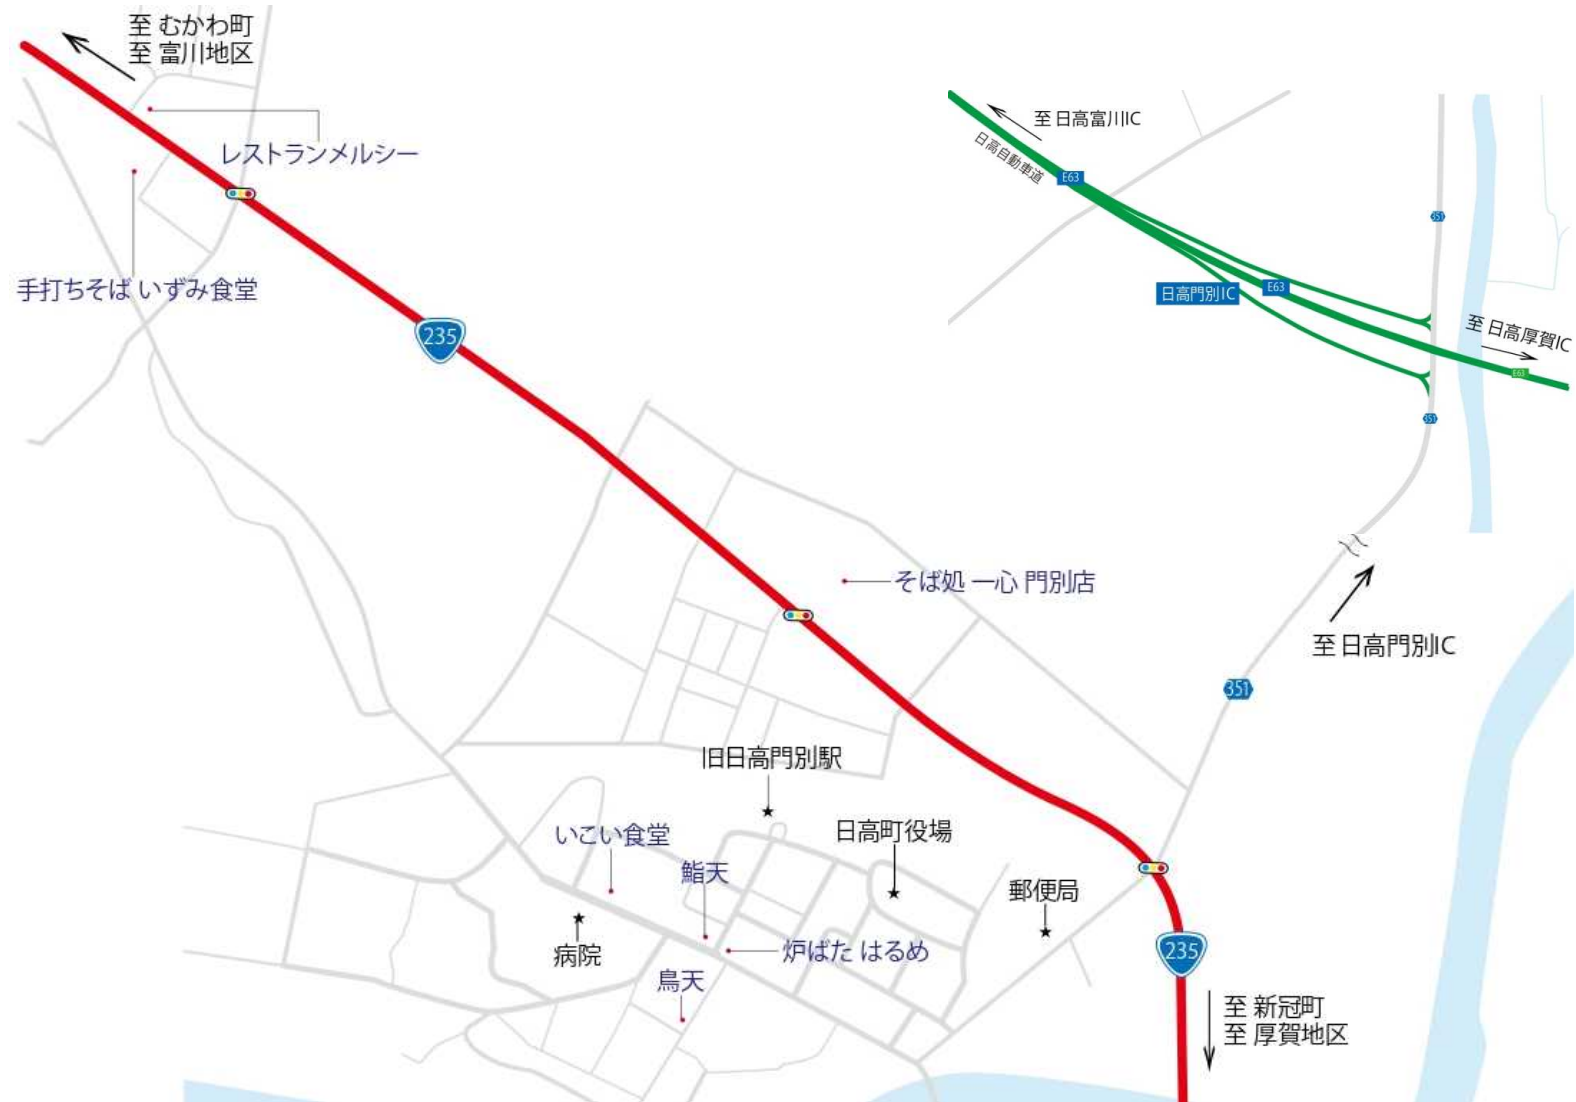 至 むかわ町
至 富川地区
レストランメルシー
手打ちそば いずみ食堂
235
至 日高富川IC
日高自動車道
E63
351
日高門別IC
E63
至 日高厚賀IC
E63
351
そば処 一心 門別店
至 日高門別IC
351
旧日高門別駅
いこい食堂
日高町役場
鮨天
郵便局
病院
炉ばた はるめ
鳥天
235
至 新冠町
至 厚賀地区